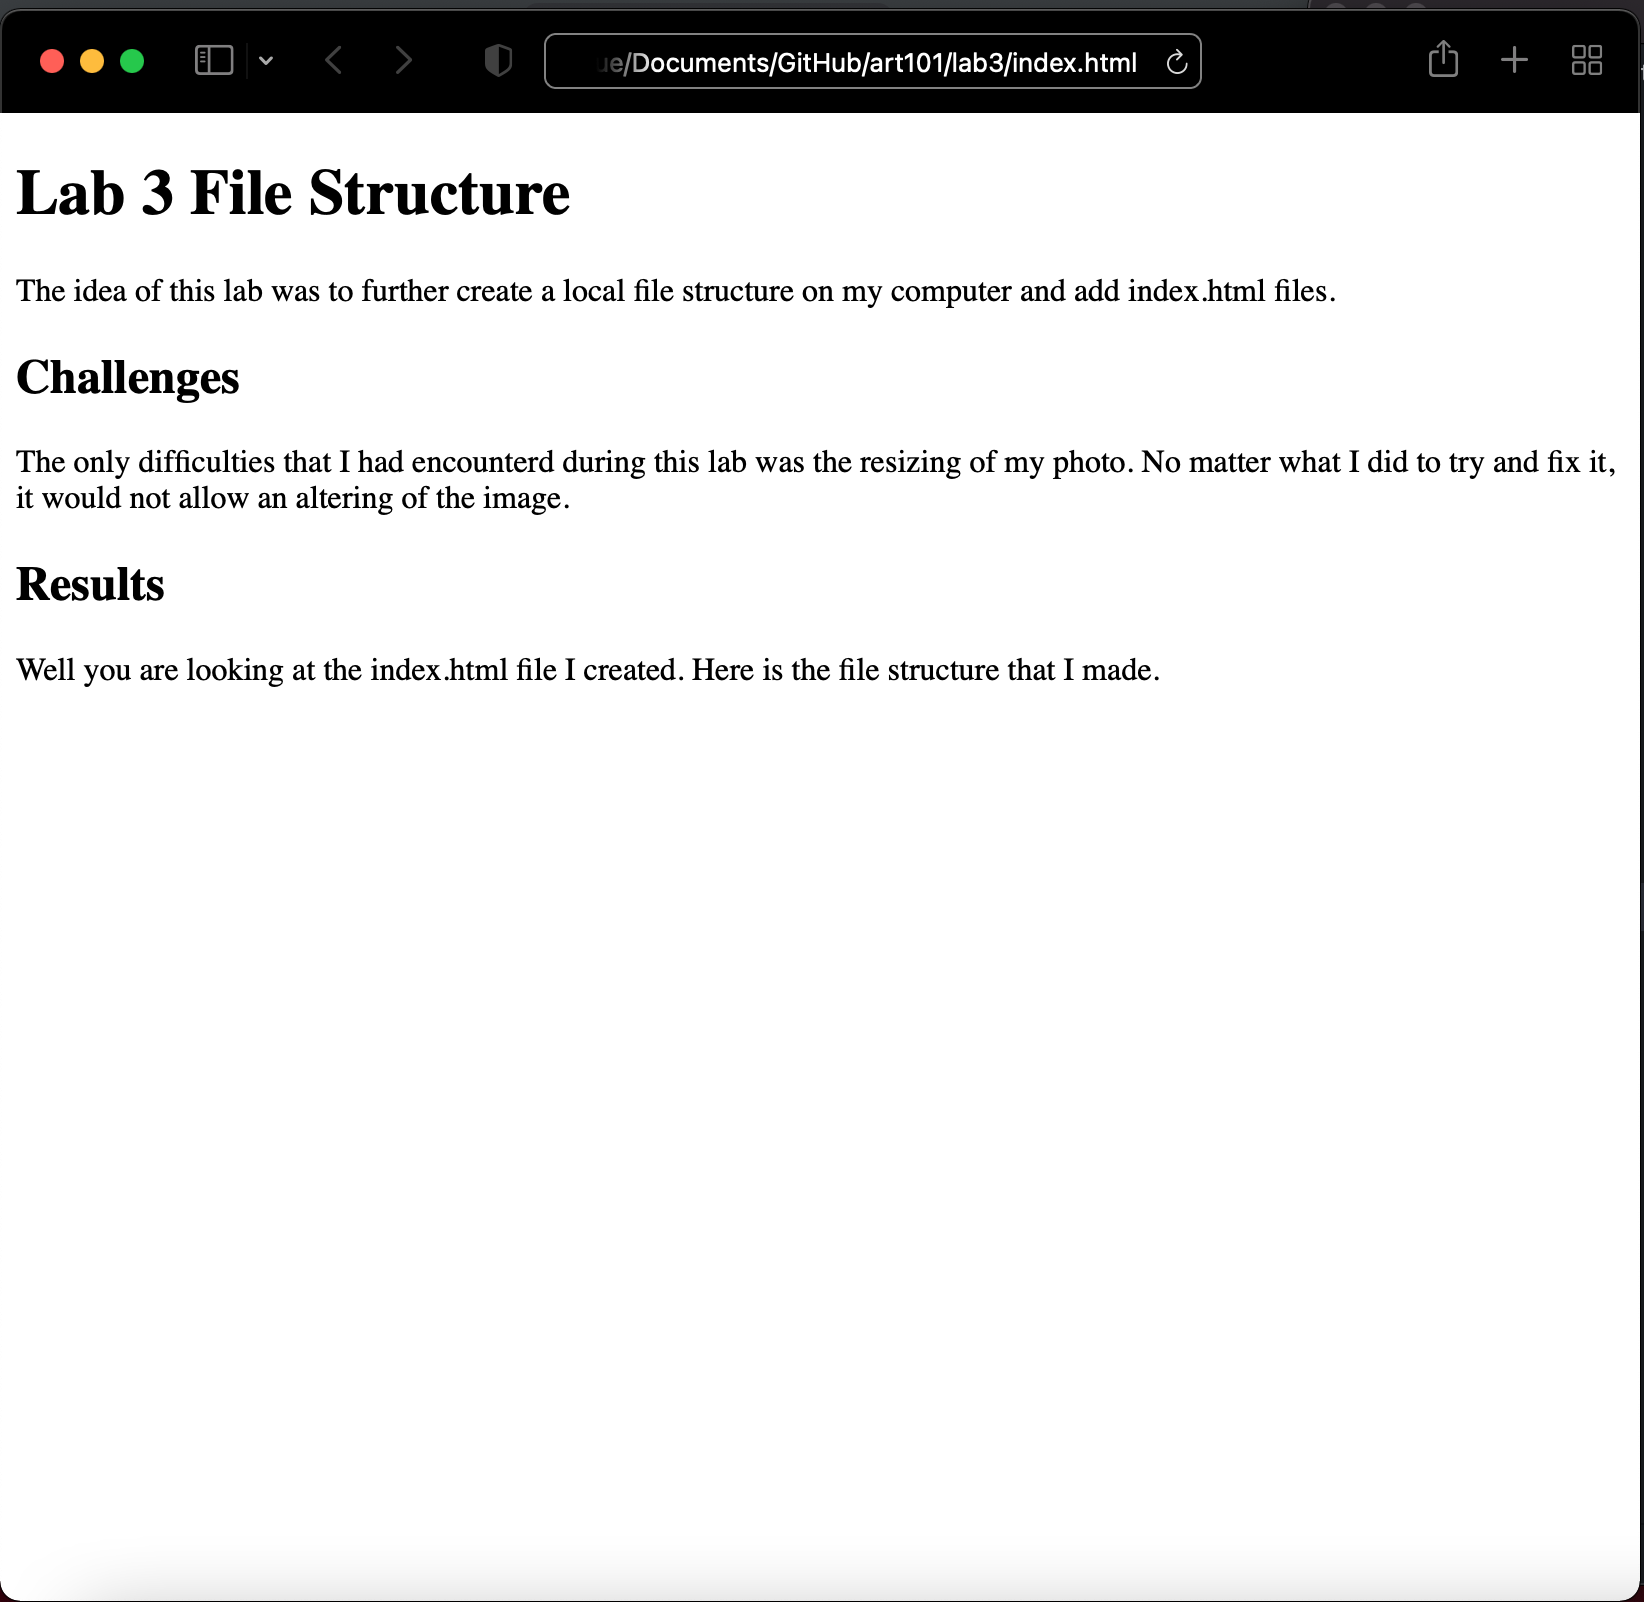 ue/Documents/GitHub/art101/lab3/index.html
Lab 3 File Structure
The idea of this lab was to further create a local file structure on my computer and add index.html files.
Challenges
The only difficulties that I had encounterd during this lab was the resizing of my photo. No matter what I did to try and fix it,
it would not allow an altering of the image.
Results
Well you are looking at the index.html file I created. Here is the file structure that I made.